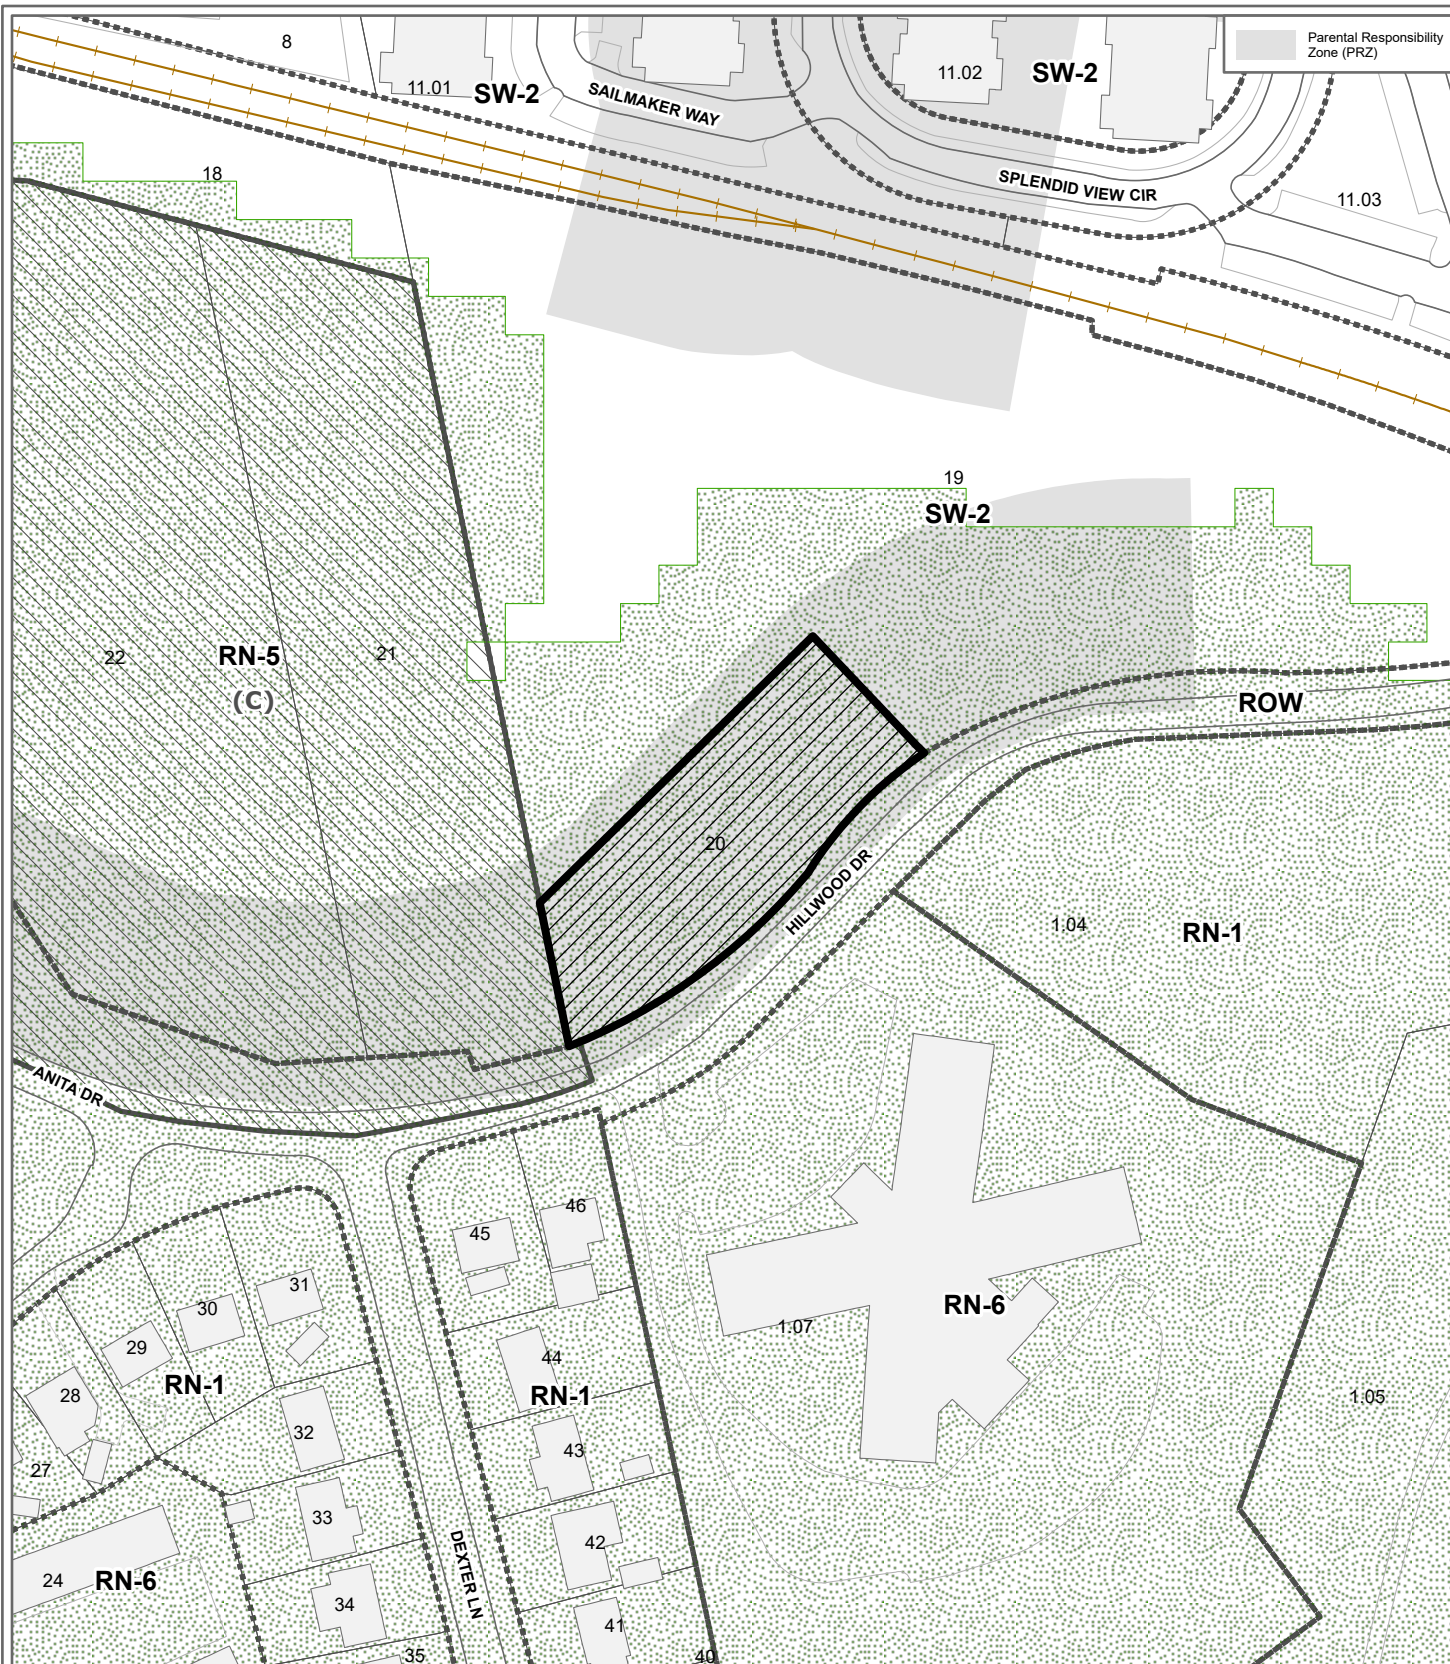 8
11.01
SW-2
SAILMAKER WAY
11.02
SW-2
Parental Responsibility
Zone (PRZ)
18
SPLENDID VIEW CIR
11.03
19
SW-2
22
RN-5
(C)
21
ROW
20
HILLWOOD DR
1.04
RN-1
ANITA DR
45
46
31
30
29
28
RN-1
27
32
33
24
RN-6
34
35
DEXTER LN
44
RN-1
43
42
41
40
1.07
RN-6
1.05